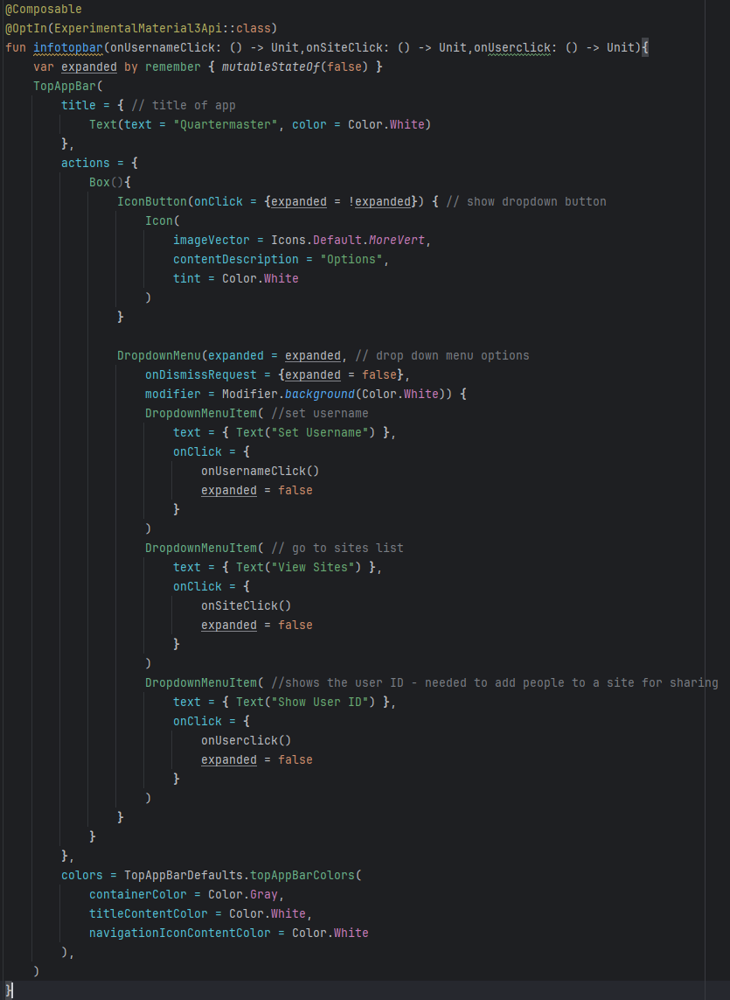 @Composable
@OptIn(ExperimentalMaterial3Api::class)
fun infotopbar(onUsernameClick: () -> Unit,onSiteClick: () -> Unit,onUserclick: () -> Unit){
    var expanded by remember { mutableStateOf(false) }
    TopAppBar(
        title = { // title of app
            Text(text = "Quartermaster", color = Color.White)
        },
        actions = {
            Box(){
                IconButton(onClick = {expanded = !expanded}) { // show dropdown button
                    Icon(
                        imageVector = Icons.Default.MoreVert,
                        contentDescription = "Options",
                        tint = Color.White
                    )
                }

                DropdownMenu(expanded = expanded, // drop down menu options
                    onDismissRequest = {expanded = false},
                    modifier = Modifier.background(Color.White)) {
                    DropdownMenuItem( //set username
                        text = { Text("Set Username") },
                        onClick = {
                            onUsernameClick()
                            expanded = false
                        }
                    )
                    DropdownMenuItem( // go to sites list
                        text = { Text("View Sites") },
                        onClick = {
                            onSiteClick()
                            expanded = false
                        }
                    )
                    DropdownMenuItem( //shows the user ID - needed to add people to a site for sharing
                        text = { Text("Show User ID") },
                        onClick = {
                            onUserclick()
                            expanded = false
                        }
                    )
                }
            }
        },
        colors = TopAppBarDefaults.topAppBarColors(
            containerColor = Color.Gray,
            titleContentColor = Color.White,
            navigationIconContentColor = Color.White
        ),
    )
}